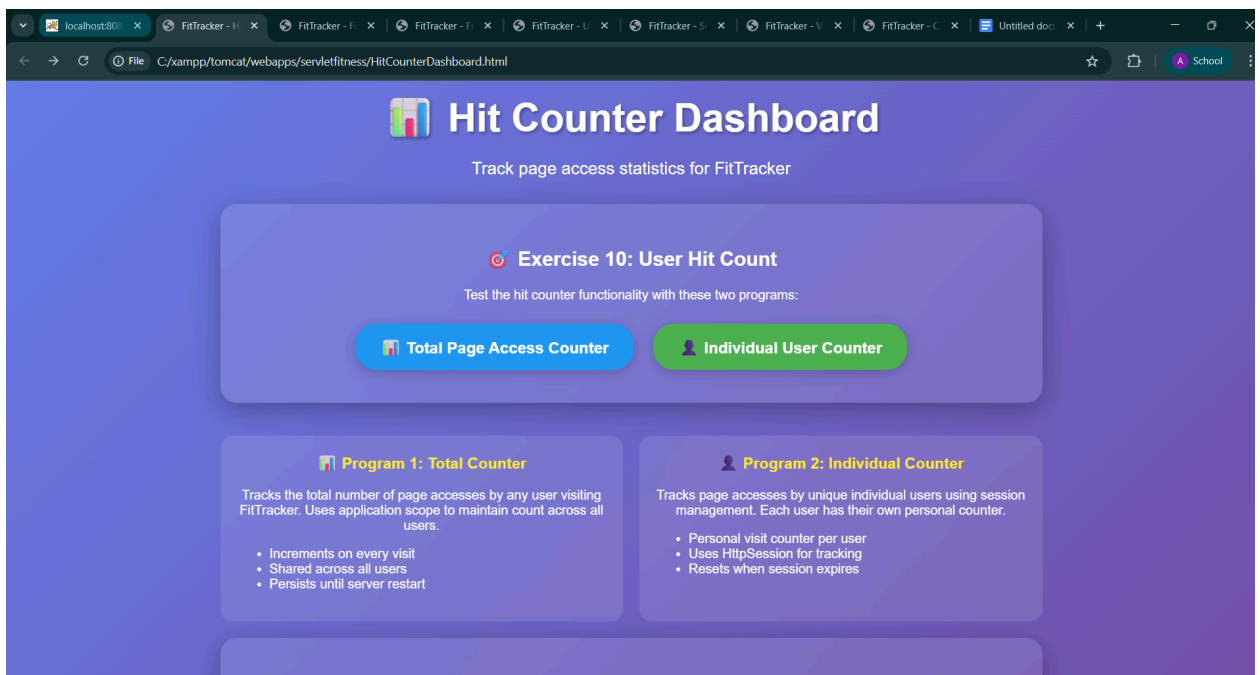 localhost:808
FitTracker - H
FitTracker - Fi
FitTracker - F
FitTracker - U
FitTracker - S
FitTracker - V
FitTracker - C
Untitled docu
File
C:/xampp/tomcat/webapps/servletfitness/HitCounterDashboard.html
A
School
Hit Counter Dashboard
Track page access statistics for FitTracker
Exercise 10: User Hit Count
Test the hit counter functionality with these two programs:
Total Page Access Counter
Individual User Counter
Program 1: Total Counter
Tracks the total number of page accesses by any user visiting
FitTracker. Uses application scope to maintain count across all
users.
• Increments on every visit
• Shared across all users
• Persists until server restart
Program 2: Individual Counter
Tracks page accesses by unique individual users using session
management. Each user has their own personal counter.
• Personal visit counter per user
• Uses HttpSession for tracking
• Resets when session expires